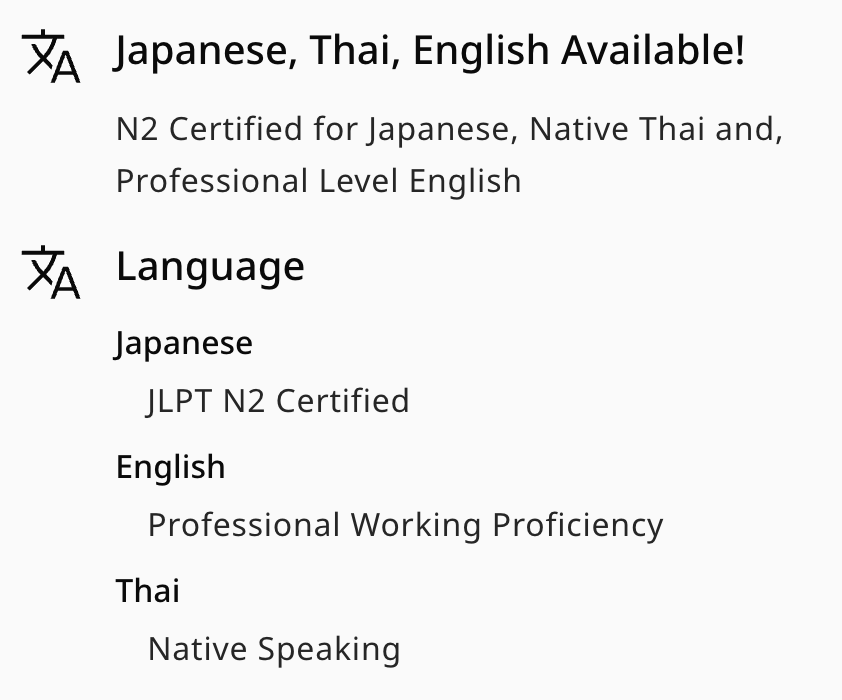 Japanese, Thai, English Available!
N2 Certified for Japanese, Native Thai and,
Professional Level English
Language
Japanese
JLPT N2 Certified
English
Professional Working Proficiency
Thai
Native Speaking